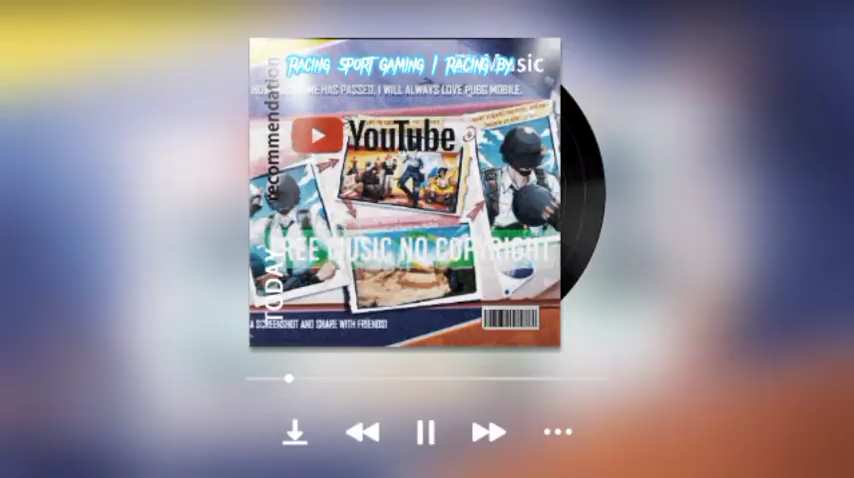 RACING SPORT GAMING | RACING BY
sic
HAS PASSED. I WILL ALWAYS LOVE PUBG MOBILE.
recommendation
YouTube
FREE MUSIC NO COPYRIGHT
TODAY
A SCREENSHOT AND SHARE WITH FRIENDS!